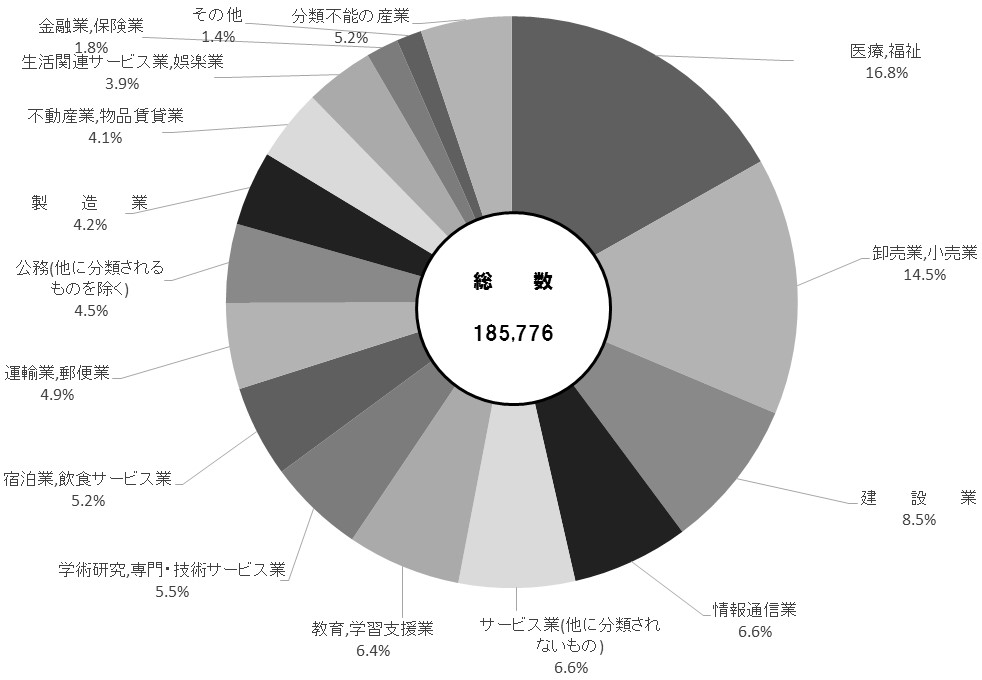 医療,福祉
16.8%
卸売業,小売業
14.5%
建　設　業
8.5%
情報通信業
6.6%
サービス業(他に分類され
ないもの)
6.6%
教育,学習支援業
6.4%
学術研究,専門・技術サービス業
5.5%
宿泊業,飲食サービス業
5.2%
運輸業,郵便業
4.9%
公務(他に分類される
ものを除く)
4.5%
製　造　業
4.2%
不動産業,物品賃貸業
4.1%
生活関連サービス業,娯楽業
3.9%
金融業,保険業
1.8%
その他
1.4%
分類不能の産業
5.2%
総　数
185,776